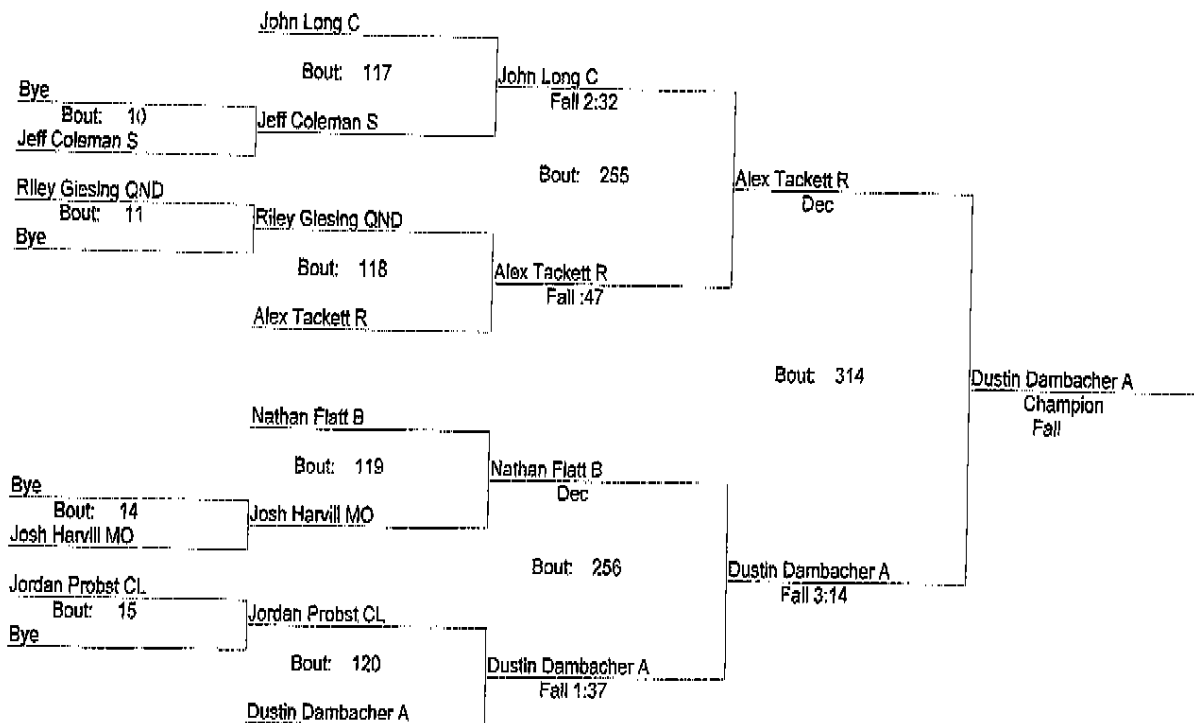 John Long C
Bout: 117
John Long C
Fall 2:32
Bye
Bout: 10
Jeff Coleman S
Jeff Coleman S
Bout: 255
Alex Tackett R
Dec
Riley Giesing QND
Bout: 11
Bye
Riley Giesing QND
Bout: 118
Alex Tackett R
Fall :47
Alex Tackett R
Bout: 314
Dustin Dambacher A
Champion
Fall
Nathan Flatt B
Bout: 119
Nathan Flatt B
Dec
Bye
Bout: 14
Josh Harvill MO
Josh Harvill MO
Bout: 256
Dustin Dambacher A
Fall 3:14
Jordan Probst CL
Bout: 15
Bye
Jordan Probst CL
Bout: 120
Dustin Dambacher A
Fall 1:37
Dustin Dambacher A